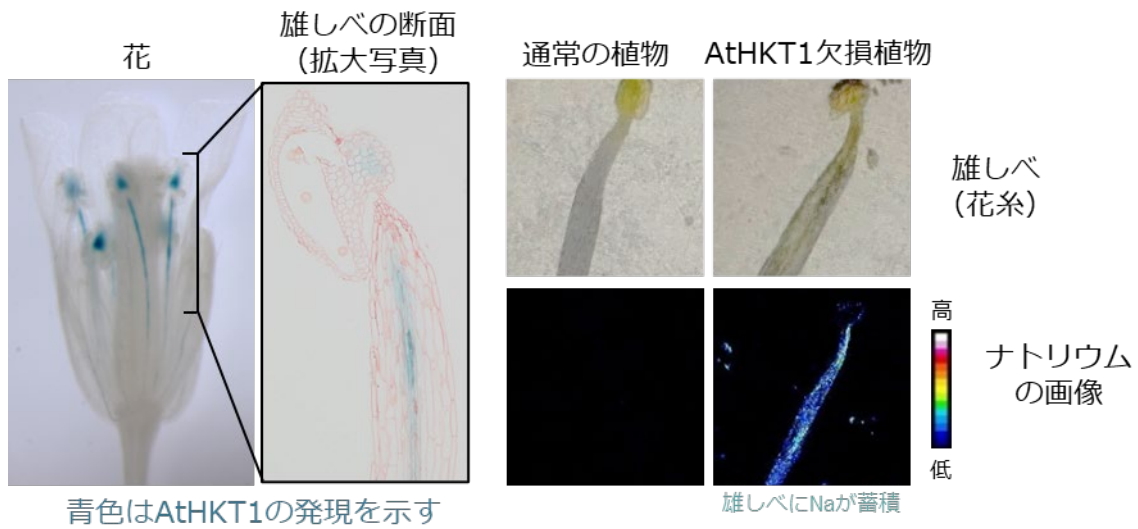 花
雄しべの断面
（拡大写真）
通常の植物
AtHKT1欠損植物
雄しべ
（花糸）
高
低
ナトリウム
の画像
青色はAtHKT1の発現を示す
雄しべにNaが蓄積